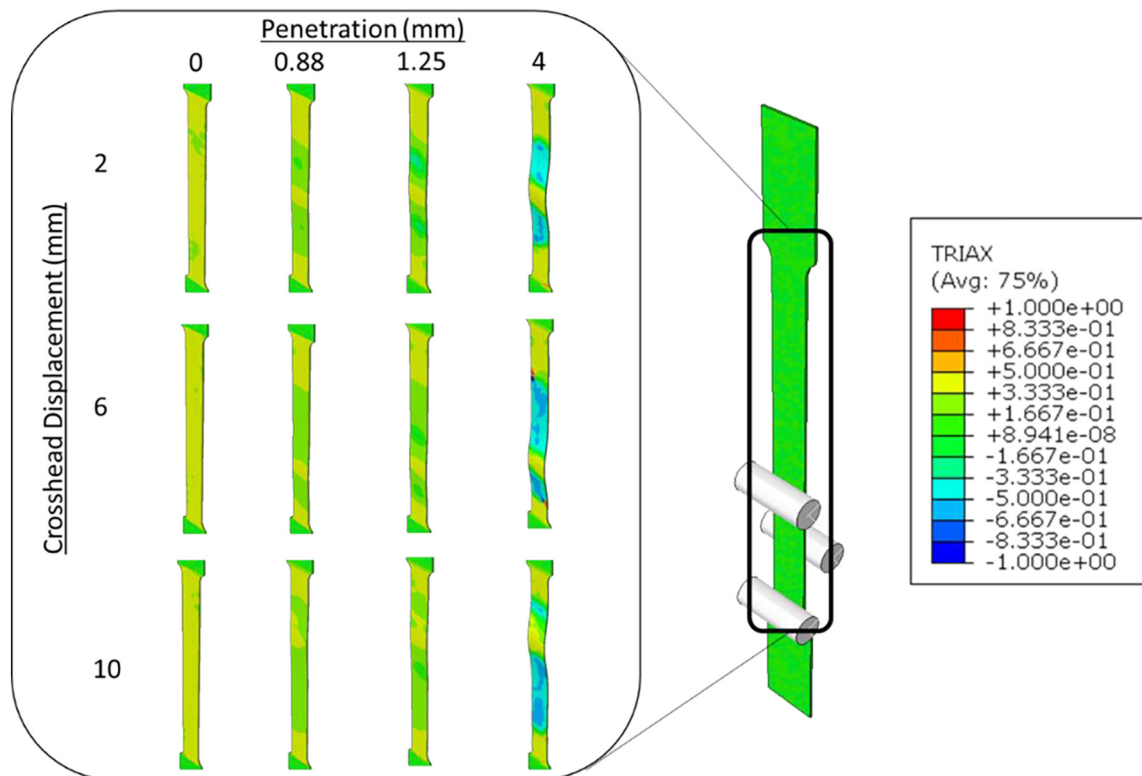 Penetration (mm)
0 0.88 1.25 4
2
6
10
Crosshead Displacement (mm)
TRIAX
(Avg: 75%)
+1.000e+00
+8.333e-01
+6.667e-01
+5.000e-01
+3.333e-01
+1.667e-01
+8.941e-08
-1.667e-01
-3.333e-01
-5.000e-01
-6.667e-01
-8.333e-01
-1.000e+00